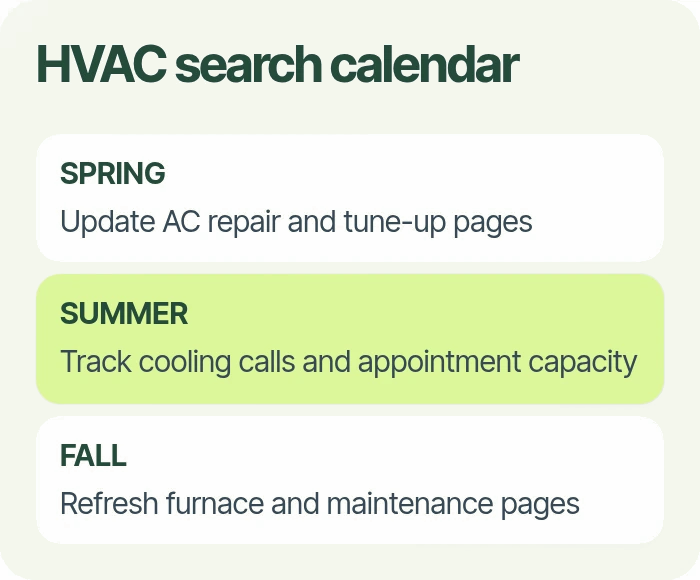 HVAC search calendar
SPRING
Update AC repair and tune-up pages
SUMMER
Track cooling calls and appointment capacity
FALL
Refresh furnace and maintenance pages